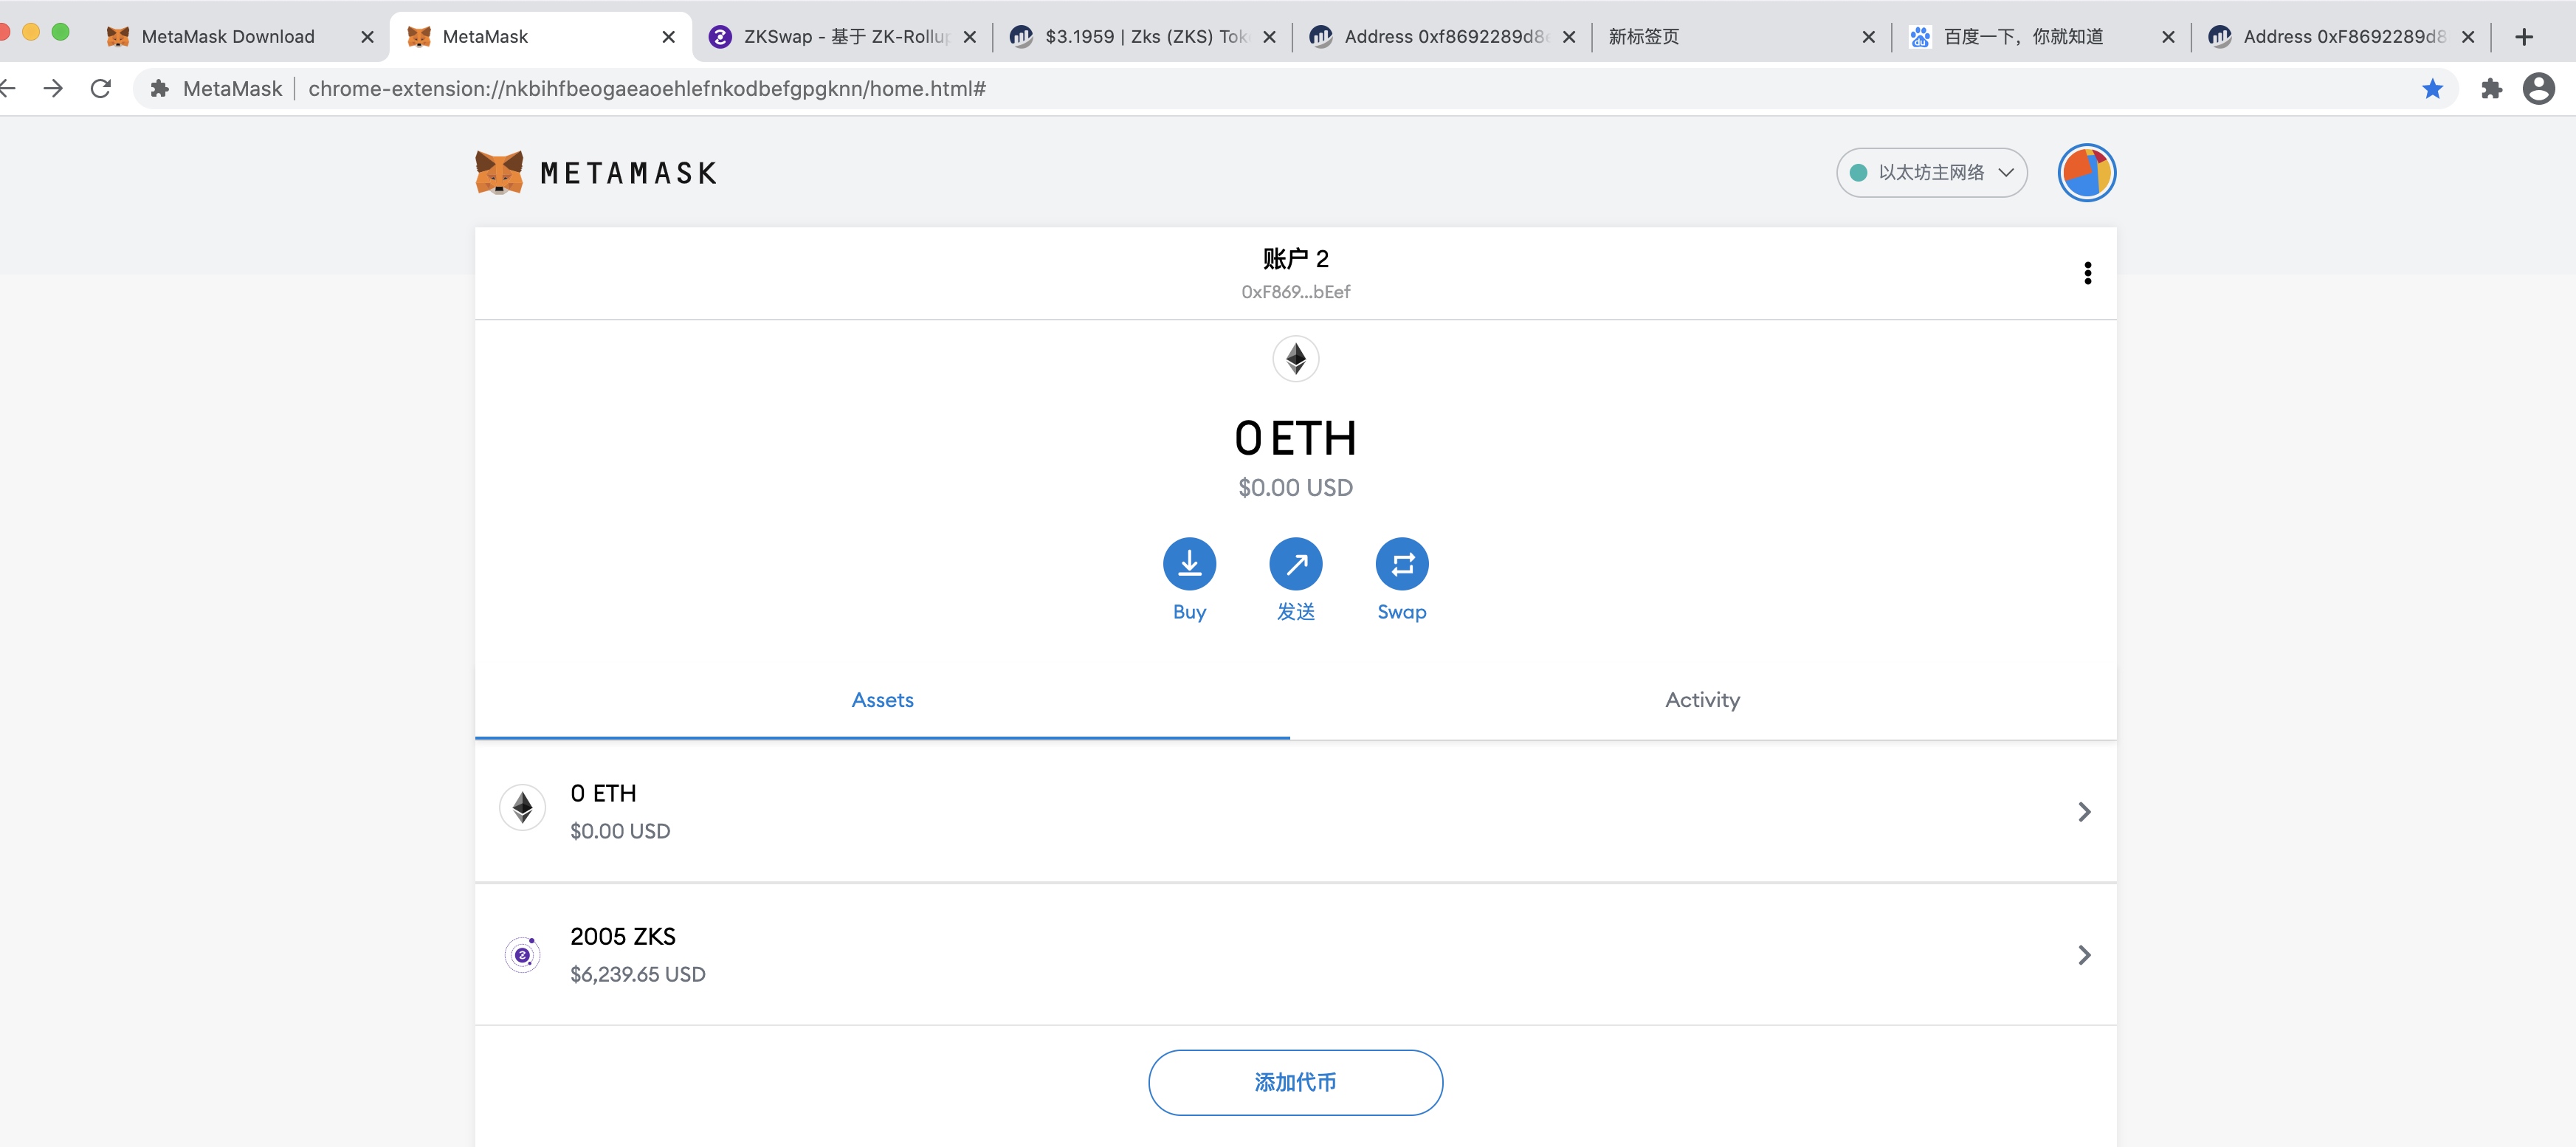 MetaMask Download
MetaMask
ZKSwap - 基于 ZK-Rollup
$3.1959 | Zks (ZKS) Tok
Address 0xf8692289d8
新标签页
百度一下，你就知道
Address 0xF8692289d8
MetaMask
chrome-extension://nkbihfbeogaeaoehlefnkodbefgpgknn/home.html#
METAMASK
以太坊主网络
账户 2
0xF869...bEef
0 ETH
$0.00 USD
Buy
发送
Swap
Assets
Activity
0 ETH
$0.00 USD
2005 ZKS
$6,239.65 USD
添加代币